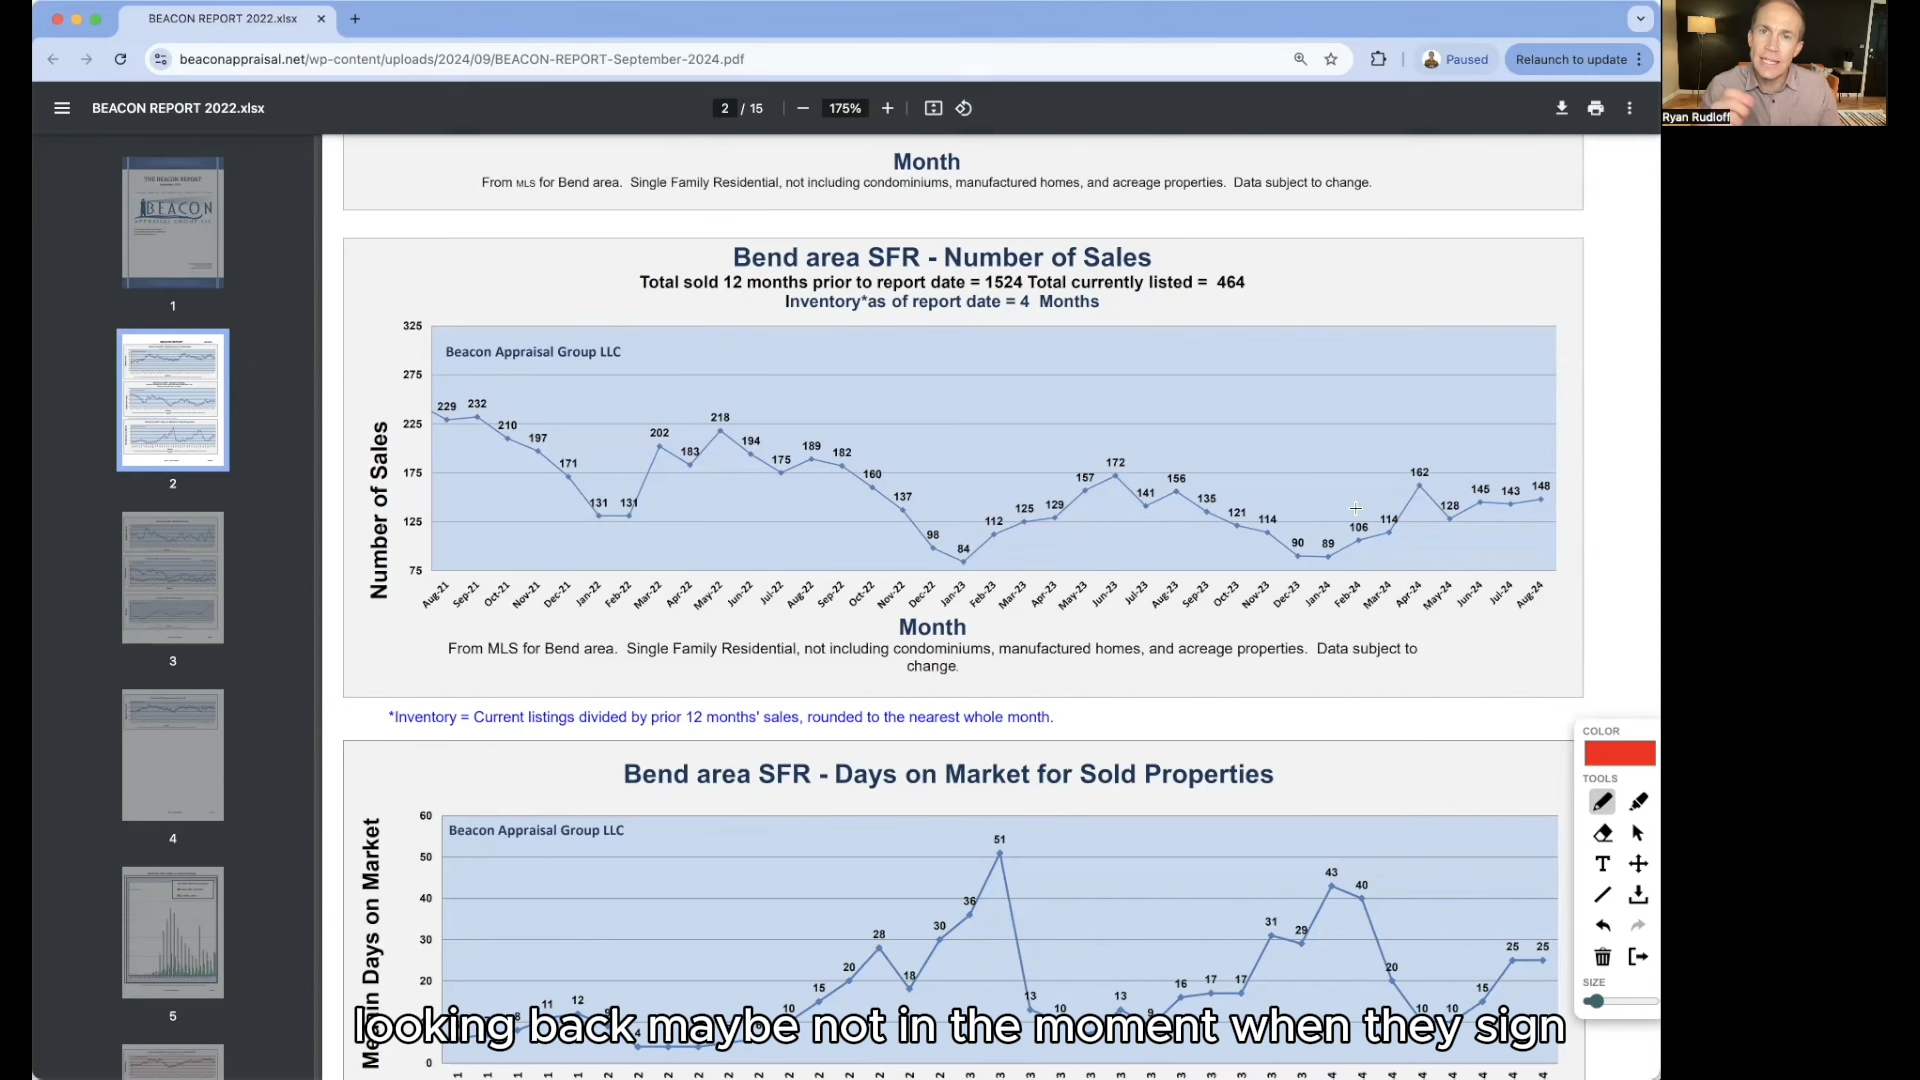 BEACON REPORT 2022.xlsx
beaconappraisal.net/wp-content/uploads/2024/09/BEACON-REPORT-September-2024.pdf
Paused
Relaunch to update
Ryan Rudloff
BEACON REPORT 2022.xlsx
2 / 15
175%
THE BEACON REPORT
BEACON
1
2
3
4
5
Month
From MLS for Bend area. Single Family Residential, not including condominiums, manufactured homes, and acreage properties. Data subject to change.
Bend area SFR - Number of Sales
Total sold 12 months prior to report date = 1524 Total currently listed = 464
Inventory*as of report date = 4 Months
Beacon Appraisal Group LLC
Number of Sales
325
275
225
175
125
75
229 232 210 197 171 131 131 202 183 218 194 175 189 182 160 137 98 84 112 125 129 157 172 141 156 135 121 114 90 89 106 114 162 128 145 143 148
Aug-21 Sep-21 Oct-21 Nov-21 Dec-21 Jan-22 Feb-22 Mar-22 Apr-22 May-22 Jun-22 Jul-22 Aug-22 Sep-22 Oct-22 Nov-22 Dec-22 Jan-23 Feb-23 Mar-23 Apr-23 May-23 Jun-23 Jul-23 Aug-23 Sep-23 Oct-23 Nov-23 Dec-23 Jan-24 Feb-24 Mar-24 Apr-24 May-24 Jun-24 Jul-24 Aug-24
Month
From MLS for Bend area. Single Family Residential, not including condominiums, manufactured homes, and acreage properties. Data subject to
change.
*Inventory = Current listings divided by prior 12 months' sales, rounded to the nearest whole month.
Bend area SFR - Days on Market for Sold Properties
Beacon Appraisal Group LLC
Days on Market
60
50
40
30
20
0
8 11 12 4 10 15 20 28 18 30 36 51 13 10 13 9 16 17 17 31 29 43 40 20 10 10 15 25 25
looking back maybe not in the moment when they sign
COLOR
TOOLS
T
SIZE